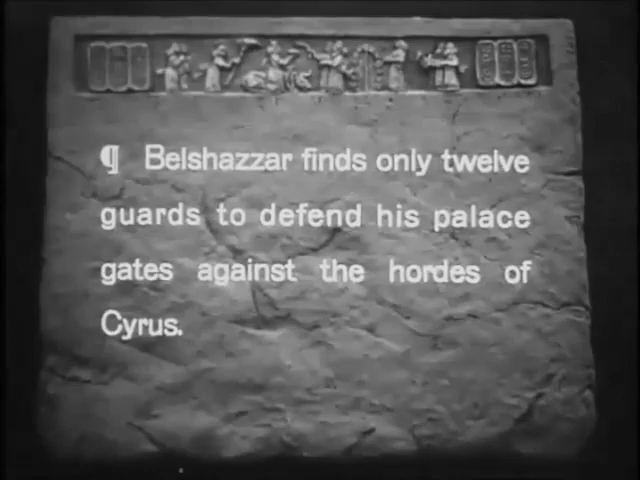 ¶ Belshazzar finds only twelve
guards to defend his palace
gates against the hordes of
Cyrus.